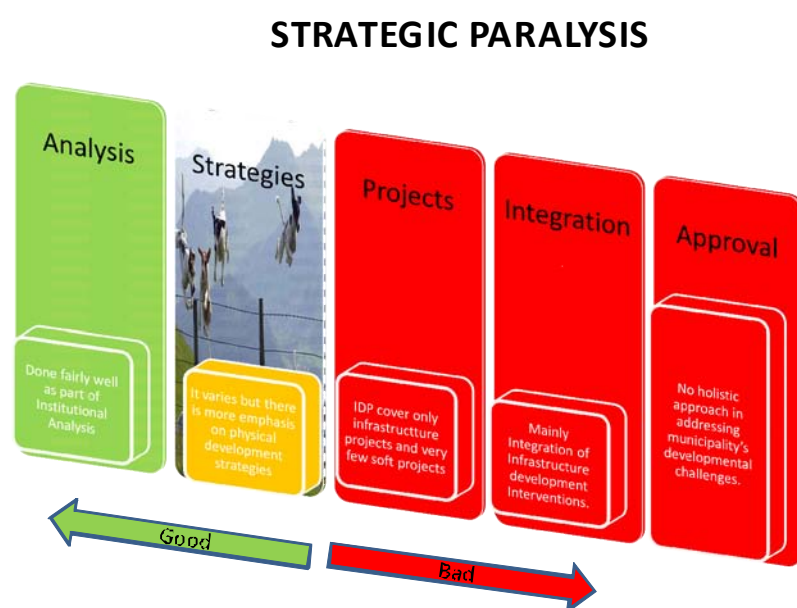 STRATEGIC PARALYSIS
Analysis
Done fairly well
as part of
Institutional
Analysis
Strategies
It varies but there
is more emphasis
on physical
development
strategies
Projects
IDP cover only
infrastrcture
projects and very
few soft projects
Integration
Mainly
Integration of
Infrastructure
development
Interventions.
Approval
No holistic
approach in
addressing
municipality's
developmental
challenges.
Good
Bad